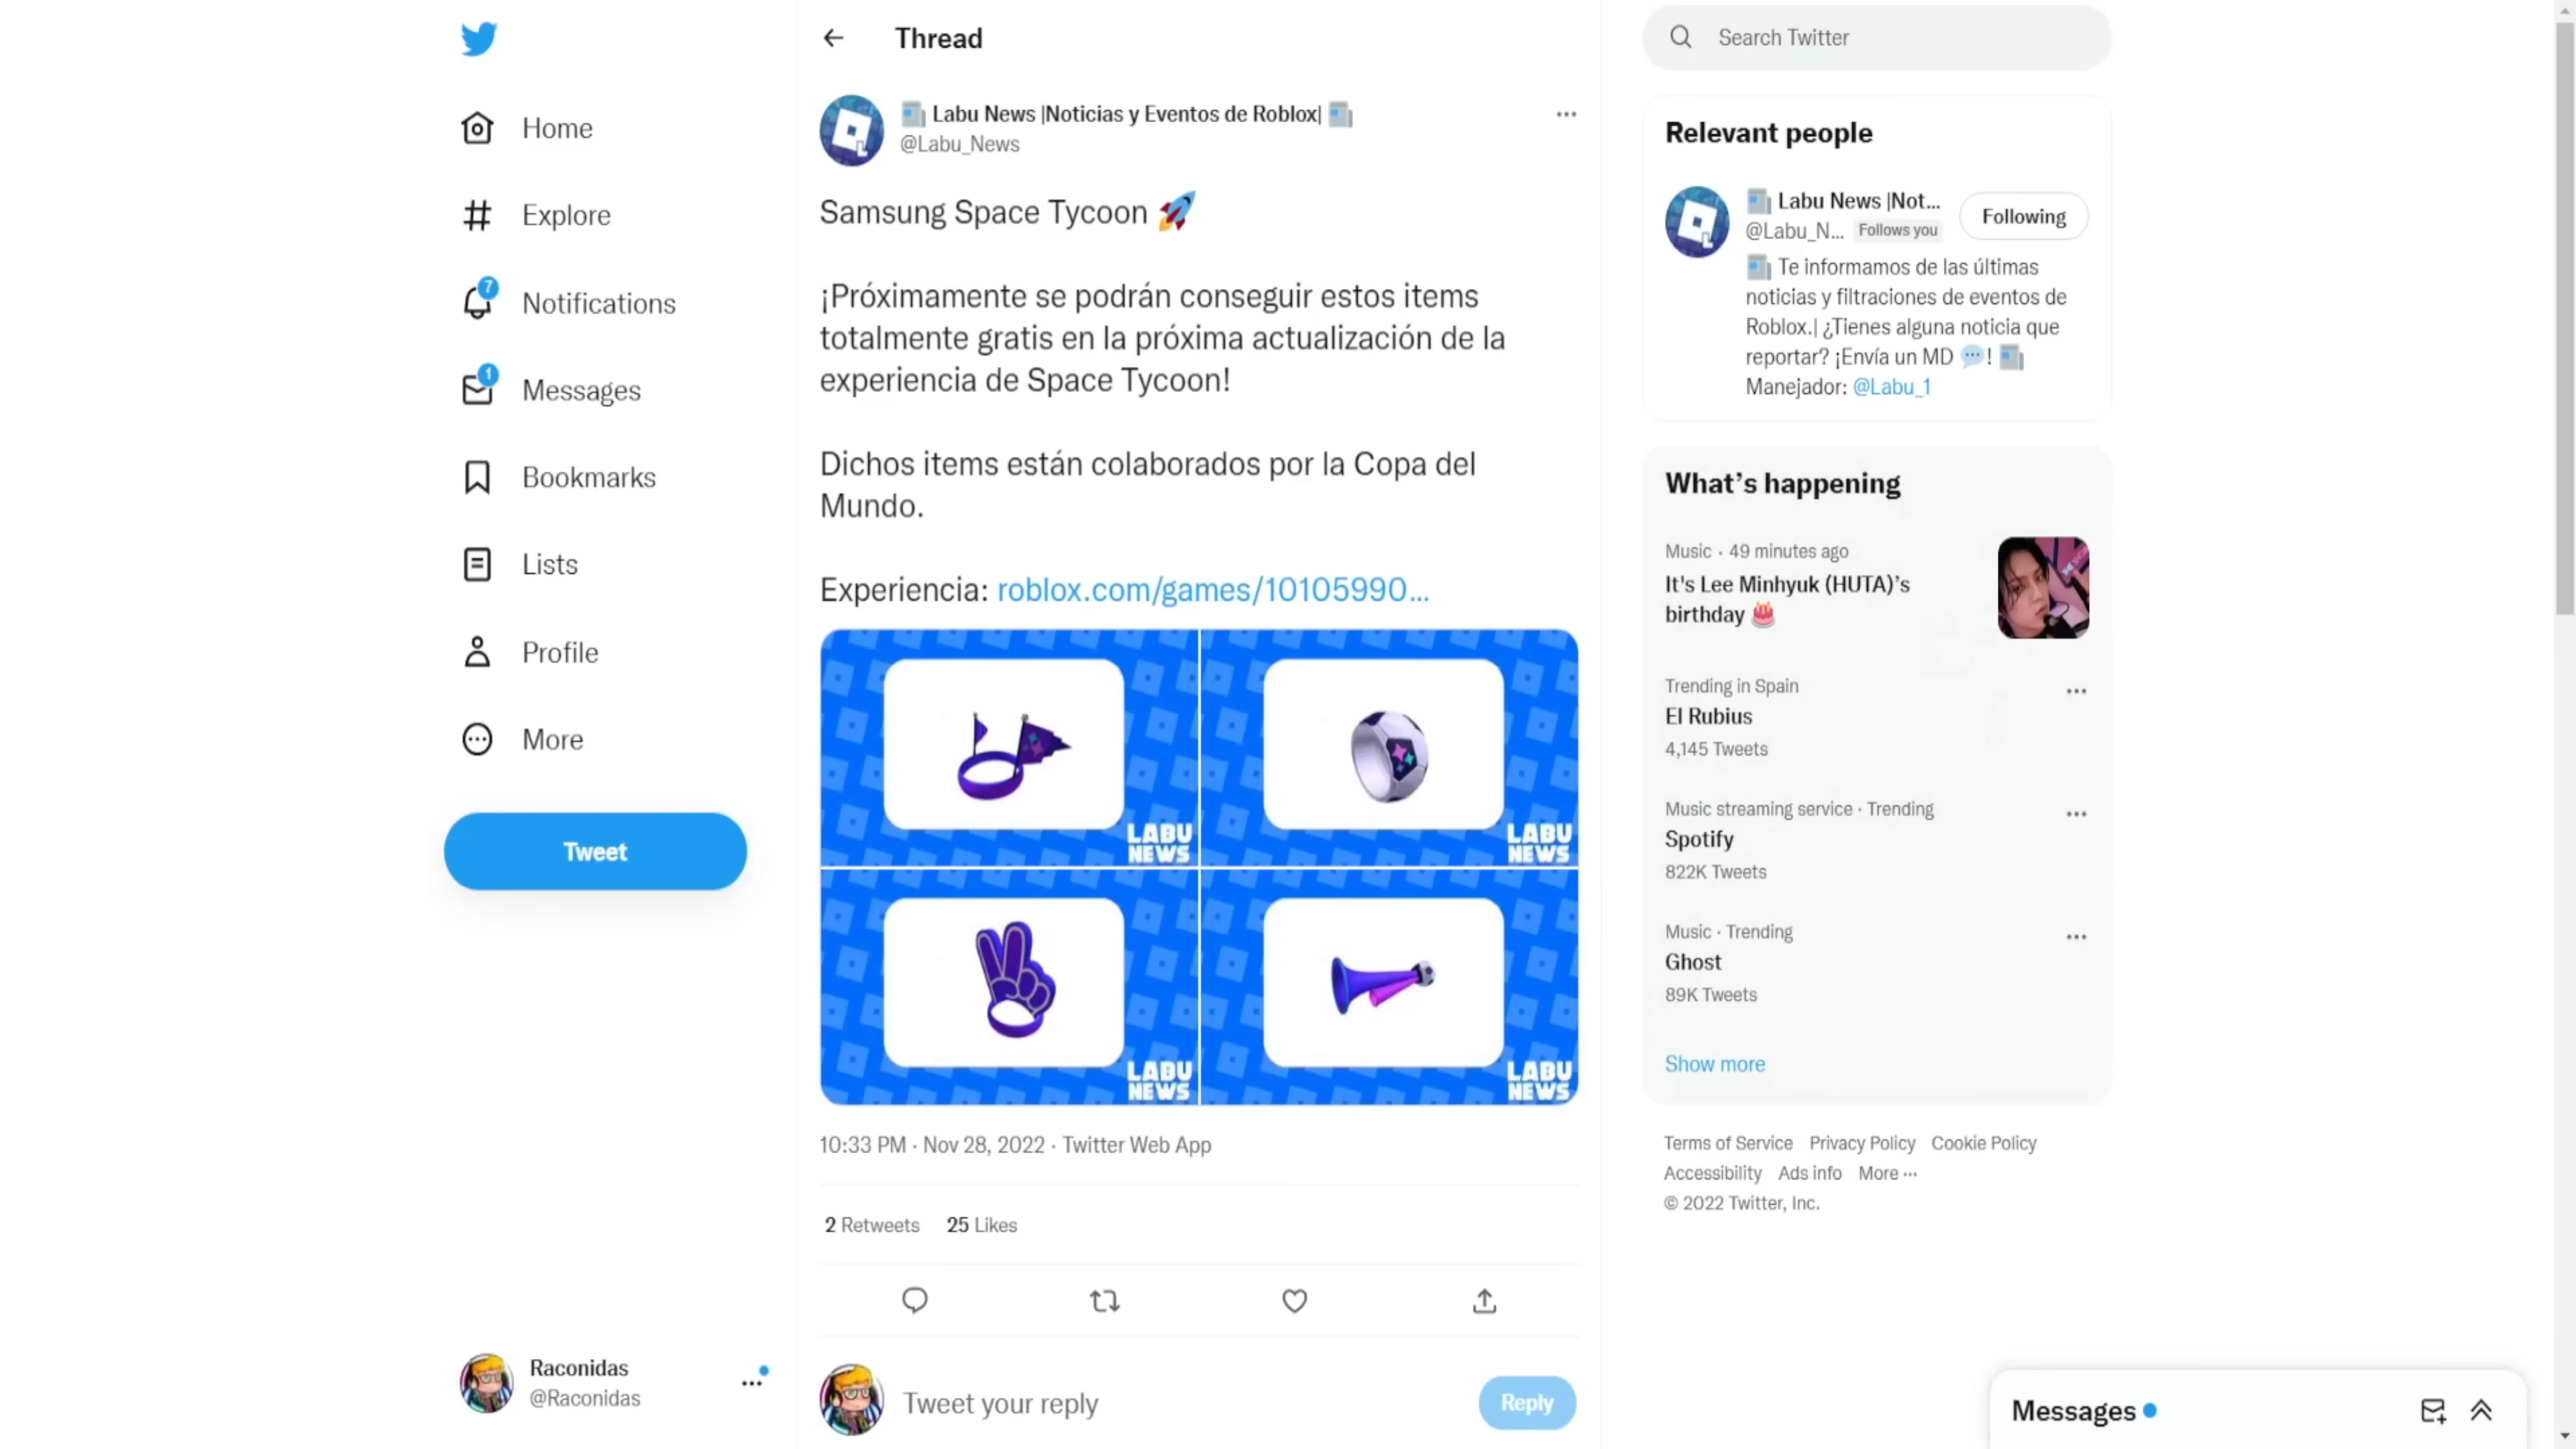 Home
Explore
7
Notifications
1
Messages
Bookmarks
Lists
Profile
More
Tweet
Raconidas
@Raconidas
Thread
Labu News |Noticias y Eventos de Roblox|
@Labu_News
Samsung Space Tycoon
¡Próximamente se podrán conseguir estos items
totalmente gratis en la próxima actualización de la
experiencia de Space Tycoon!
Dichos items están colaborados por la Copa del
Mundo.
Experiencia: roblox.com/games/10105990...
LABU
NEWS
LABU
NEWS
LABU
NEWS
LABU
NEWS
10:33 PM · Nov 28, 2022 · Twitter Web App
2 Retweets 25 Likes
Tweet your reply
Reply
Search Twitter
Relevant people
Labu News |Not...
@Labu_N... Follows you
Following
Te informamos de las últimas
noticias y filtraciones de eventos de
Roblox.| ¿Tienes alguna noticia que
reportar? ¡Envía un MD !
Manejador: @Labu_1
What's happening
Music · 49 minutes ago
It's Lee Minhyuk (HUTA)'s
birthday
Trending in Spain
El Rubius
4,145 Tweets
Music streaming service · Trending
Spotify
822K Tweets
Music · Trending
Ghost
89K Tweets
Show more
Terms of Service Privacy Policy Cookie Policy
Accessibility Ads info More ...
© 2022 Twitter, Inc.
Messages